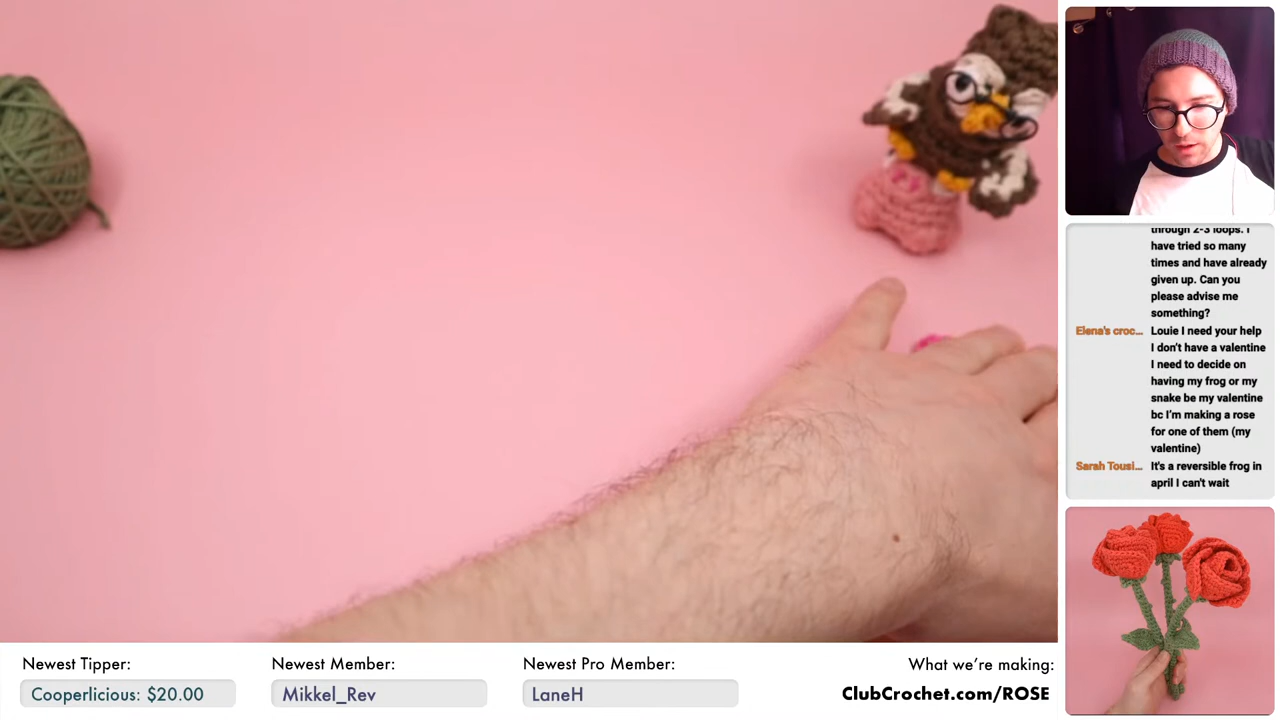 through 2-3 loops. I
have tried so many
times and have already
given up. Can you
please advise me
something?
Elena's croc... Louie I need your help
I don't have a valentine
I need to decide on
having my frog or my
snake be my valentine
bc I'm making a rose
for one of them (my
valentine)
Sarah Tousi... It's a reversible frog in
april I can't wait
Newest Tipper:
Cooperlicious: $20.00
Newest Member:
Mikkel_Rev
Newest Pro Member:
LaneH
What we're making:
ClubCrochet.com/ROSE